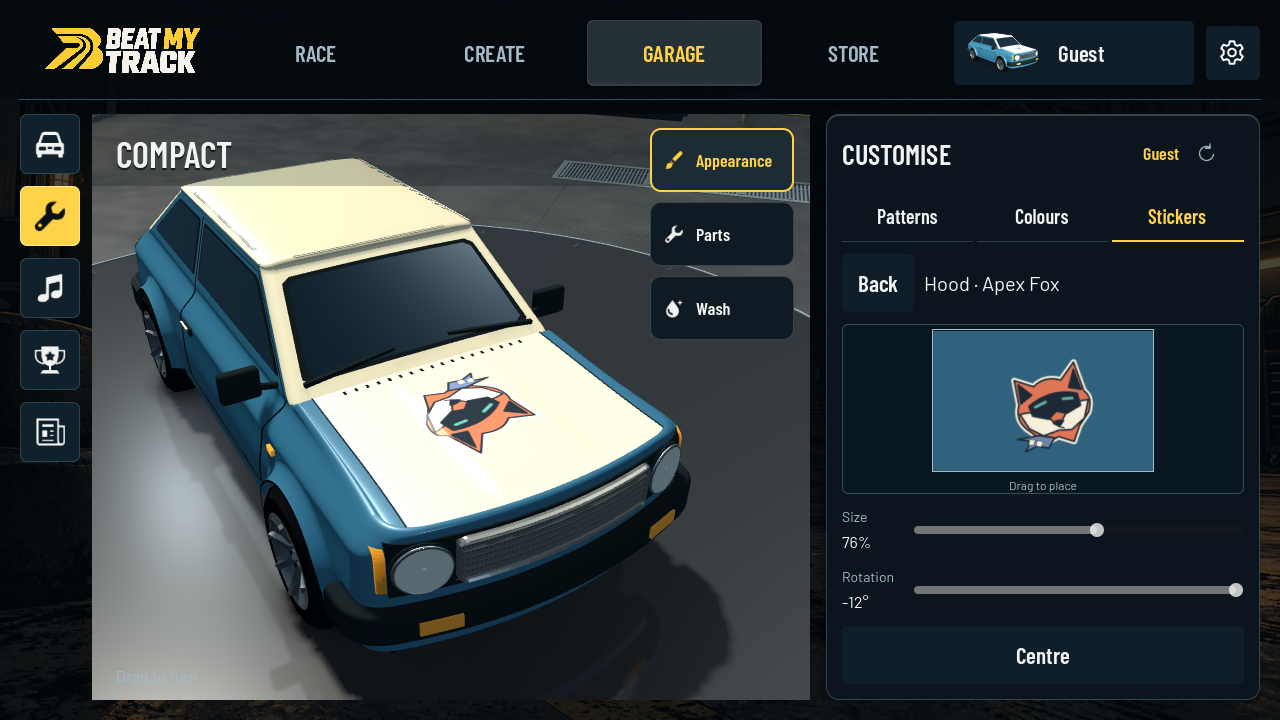 BEAT MY
TRACK
RACE
CREATE
GARAGE
STORE
Guest
COMPACT
Appearance
Parts
Wash
Drag to turn
CUSTOMISE
Guest
Patterns
Colours
Stickers
Back
Hood · Apex Fox
Drag to place
Size
76%
Rotation
-12°
Centre